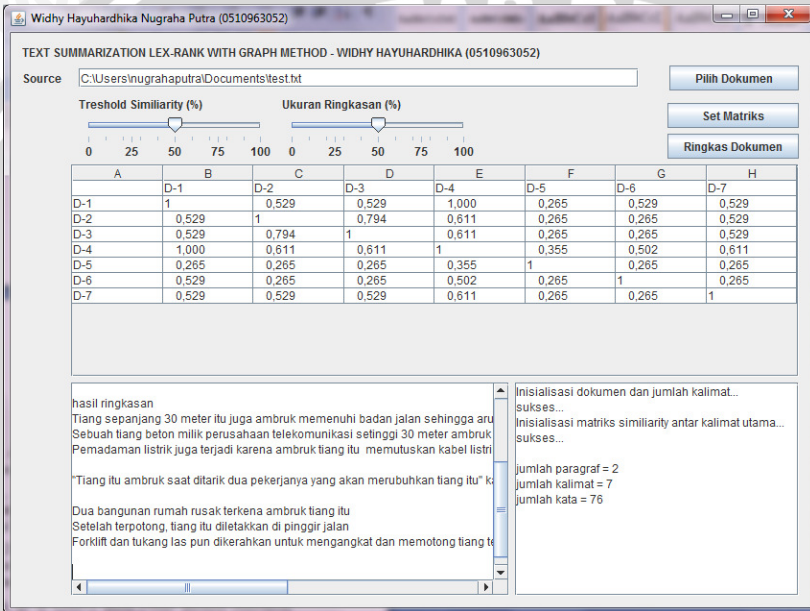 Widhy Hayuhardhika Nugraha Putra (0510963052)
TEXT SUMMARIZATION LEX-RANK WITH GRAPH METHOD - WIDHY HAYUHARDHIKA (0510963052)
Source C:\Users\nugrahaputra\Documents\test.txt Pilih Dokumen
Treshold Similiarity (%) Ukuran Ringkasan (%) Set Matriks
0 25 50 75 100 0 25 50 75 100 Ringkas Dokumen
A B C D E F G H
D-1 D-2 D-3 D-4 D-5 D-6 D-7
D-1 1 0,529 0,529 1,000 0,265 0,529 0,529
D-2 0,529 1 0,794 0,611 0,265 0,265 0,529
D-3 0,529 0,794 1 0,611 0,265 0,265 0,529
D-4 1,000 0,611 0,611 1 0,355 0,502 0,611
D-5 0,265 0,265 0,265 0,355 1 0,265 0,265
D-6 0,529 0,265 0,265 0,502 0,265 1 0,265
D-7 0,529 0,529 0,529 0,611 0,265 0,265 1
hasil ringkasan
Tiang sepanjang 30 meter itu juga ambruk memenuhi badan jalan sehingga aru
Sebuah tiang beton milik perusahaan telekomunikasi setinggi 30 meter ambruk
Pemadaman listrik juga terjadi karena ambruk tiang itu memutuskan kabel listri
"Tiang itu ambruk saat ditarik dua pekerjanya yang akan merubuhkan tiang itu" ka
Dua bangunan rumah rusak terkena ambruk tiang itu
Setelah terpotong, tiang itu diletakkan di pinggir jalan
Forklift dan tukang las pun dikerahkan untuk mengangkat dan memotong tiang te
Inisialisasi dokumen dan jumlah kalimat...
sukses...
Inisialisasi matriks similiarity antar kalimat utama...
sukses...
jumlah paragraf = 2
jumlah kalimat = 7
jumlah kata = 76